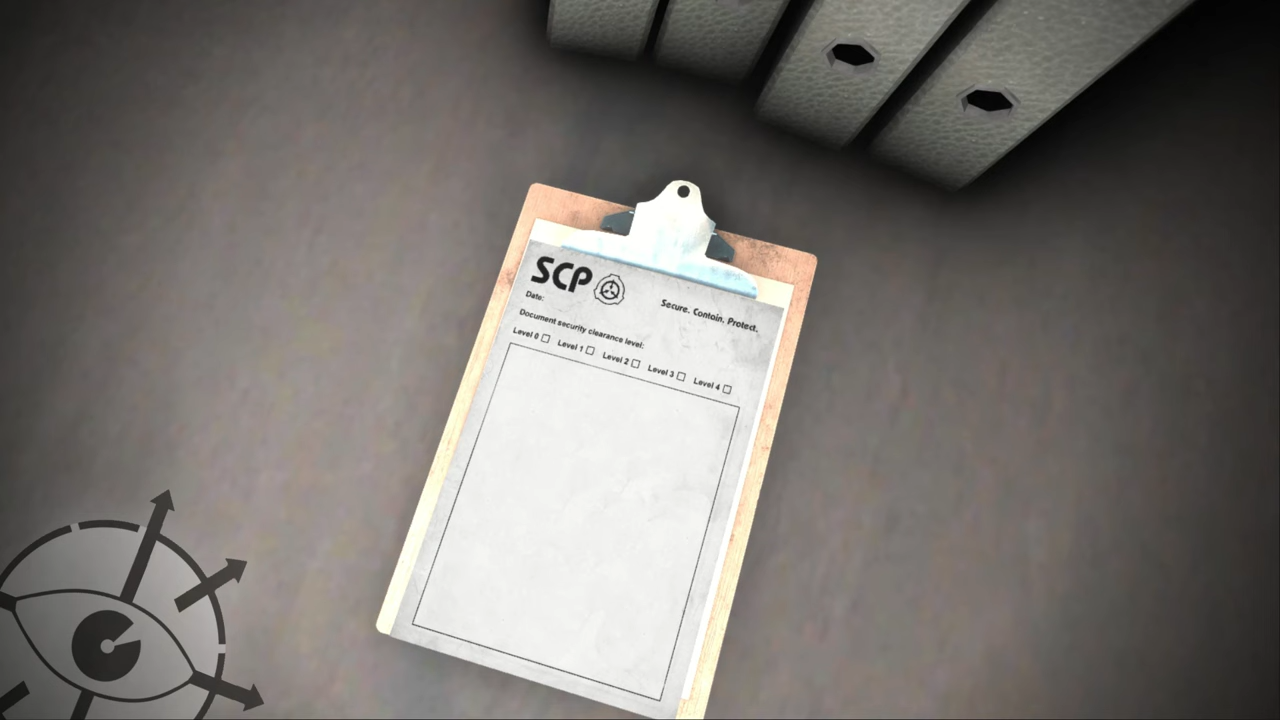 SCP
Secure. Contain. Protect.
Date:
Document security clearance level:
Level 0 Level 1 Level 2 Level 3 Level 4